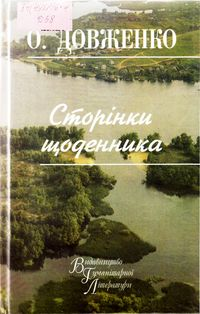 О. ДОВЖЕНКО
Сторінки
щоденника
Видавництво
Гуманітарної
Літератури